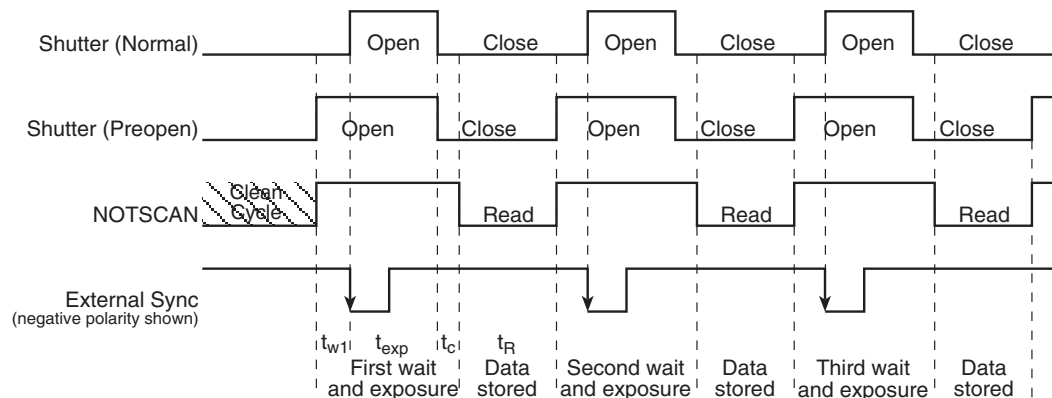 Shutter (Normal)
Open
Close
Open
Close
Open
Close
Shutter (Preopen)
Open
Close
Open
Close
Open
Close
NOTSCAN
Clean
Cycle
Read
Read
Read
External Sync
(negative polarity shown)
tw1
texp
tc
tR
First wait
and exposure
Data
stored
Second wait
and exposure
Data
stored
Third wait
and exposure
Data
stored